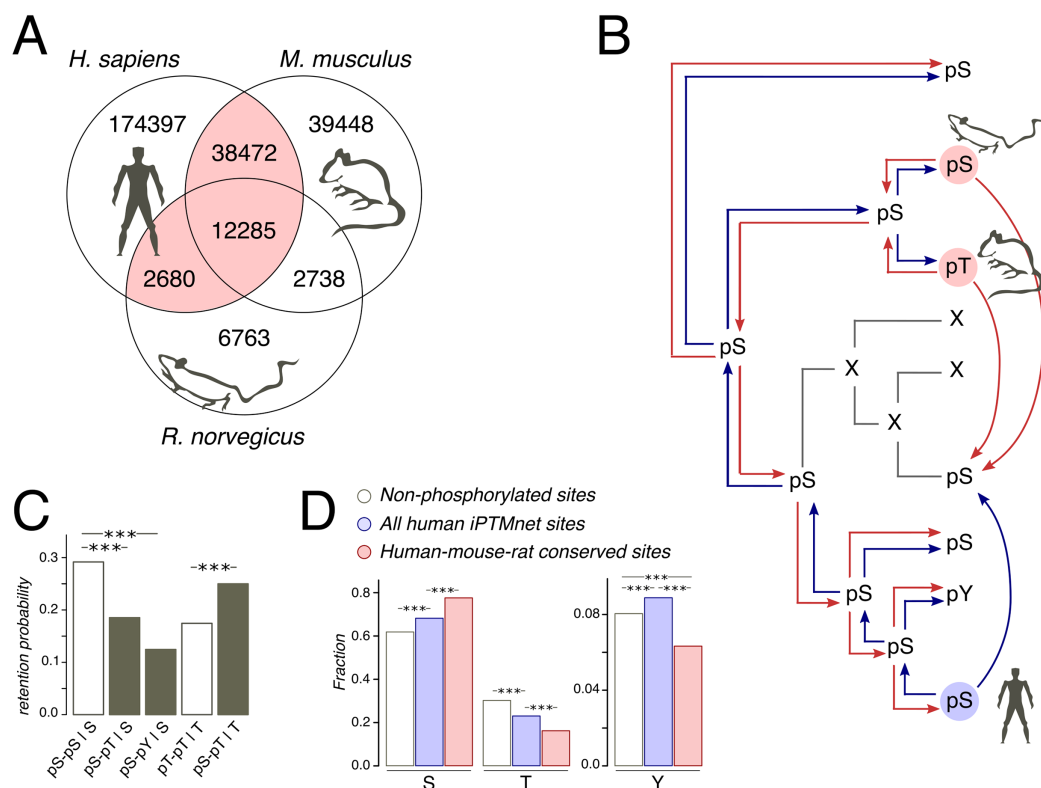 A
H. sapiens
M. musculus
174397
39448
38472
12285
2680
2738
6763
R. norvegicus
B
pS
pS
pS
pT
X
pS
X
X
X
pS
pS
pS
pS
pY
pS
pS
C
***
*** ***
0.3
0.2
0.1
0.0
retention probability
pS-pS | S
pS-pT | S
pS-pY | S
pT-pT | T
pS-pT | T
D
Non-phosphorylated sites
All human iPTMnet sites
Human-mouse-rat conserved sites
Fraction
0.8
0.6
0.4
0.2
0.0
***
***
***
***
S
T
0.08
0.04
0.00
***
*** ***
Y